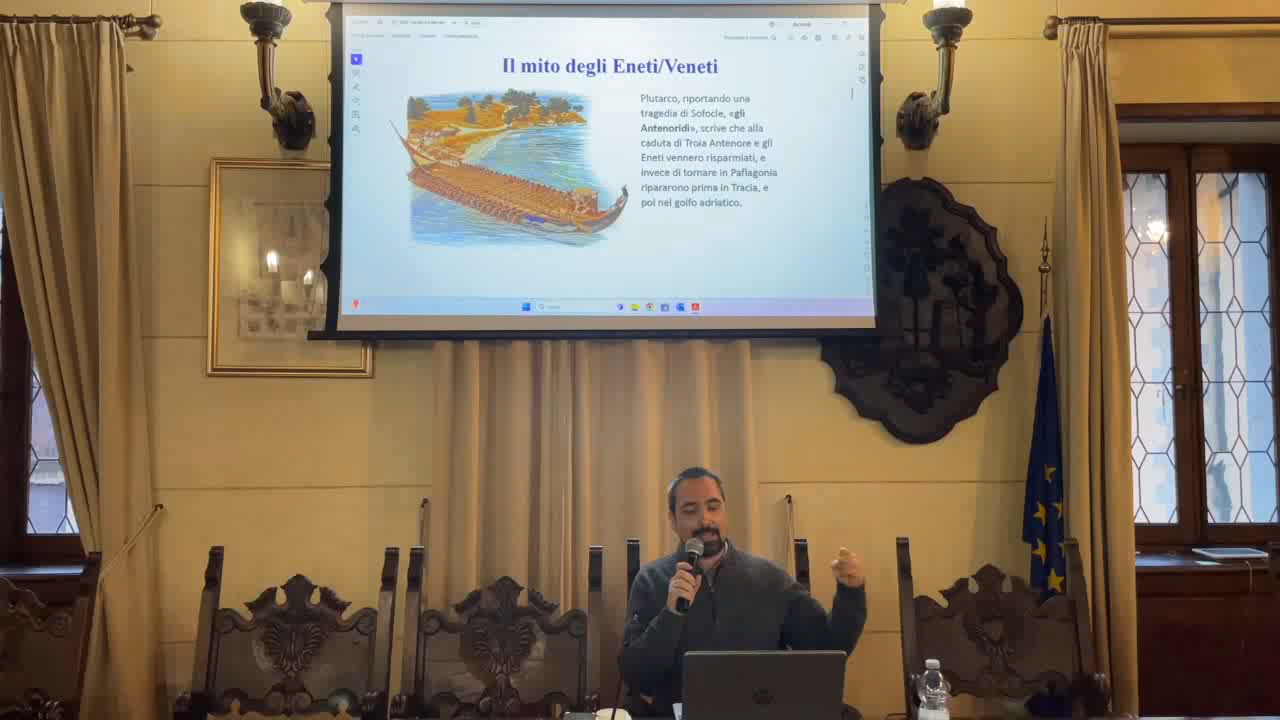 Il mito degli Eneti/Veneti
Plutarco, riportando una
tragedia di Sofocle, «gli
Antenoridi», scrive che alla
caduta di Troia Antenore e gli
Eneti vennero risparmiati, e
invece di tornare in Paflagonia
ripararono prima in Tracia, e
poi nel golfo adriatico.